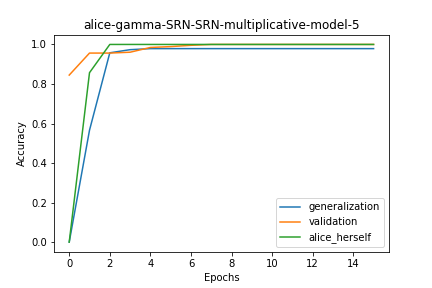 alice-gamma-SRN-SRN-multiplicative-model-5
1.0
0.8
0.6
0.4
0.2
0.0
Accuracy
0 2 4 6 8 10 12 14
Epochs
generalization
validation
alice_herself